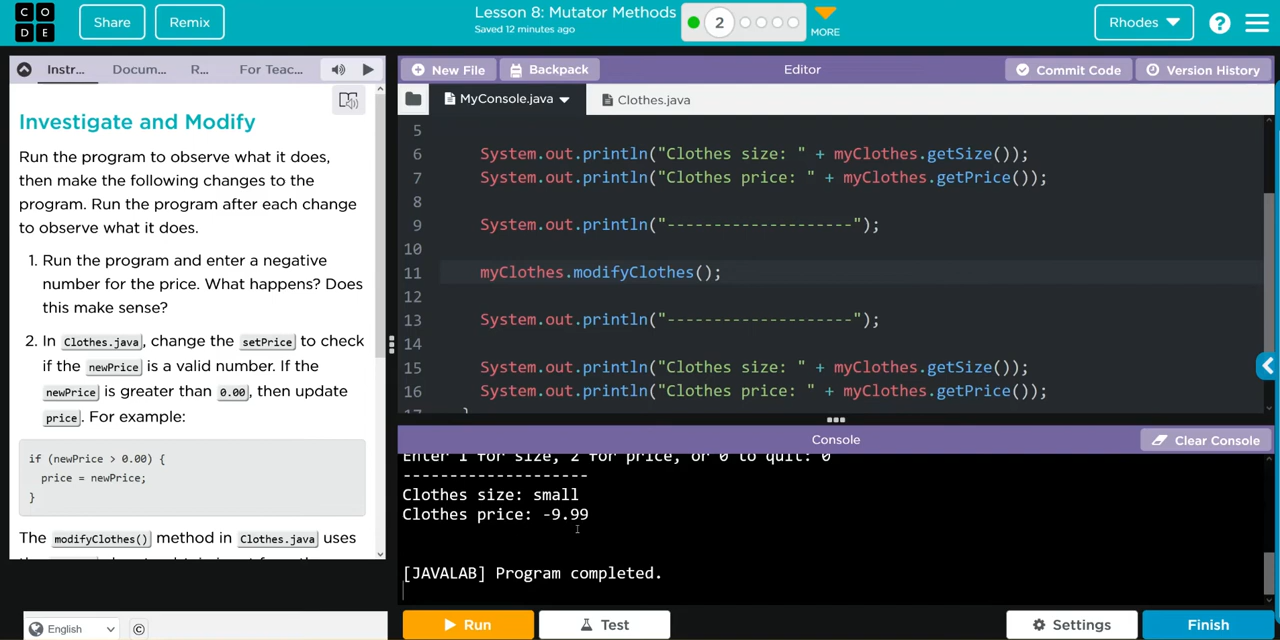 C O D E
Share
Remix
Lesson 8: Mutator Methods
Saved 12 minutes ago
2
MORE
Rhodes
?
Instr...
Docum...
R...
For Teac...
New File
Backpack
Editor
Commit Code
Version History
MyConsole.java
Clothes.java
Investigate and Modify
Run the program to observe what it does,
then make the following changes to the
program. Run the program after each change
to observe what it does.
1. Run the program and enter a negative
number for the price. What happens? Does
this make sense?
2. In Clothes.java, change the setPrice to check
if the newPrice is a valid number. If the
newPrice is greater than 0.00, then update
price. For example:
if (newPrice > 0.00) {
price = newPrice;
}
The modifyClothes() method in Clothes.java uses
5
6 System.out.println("Clothes size: " + myClothes.getSize());
7 System.out.println("Clothes price: " + myClothes.getPrice());
8
9 System.out.println("--------------------");
10
11 myClothes.modifyClothes();
12
13 System.out.println("--------------------");
14
15 System.out.println("Clothes size: " + myClothes.getSize());
16 System.out.println("Clothes price: " + myClothes.getPrice());
17 }
Console
Clear Console
Enter 1 for size, 2 for price, or 0 to quit: 0
--------------------
Clothes size: small
Clothes price: -9.99
[JAVALAB] Program completed.
English
©
Run
Test
Settings
Finish